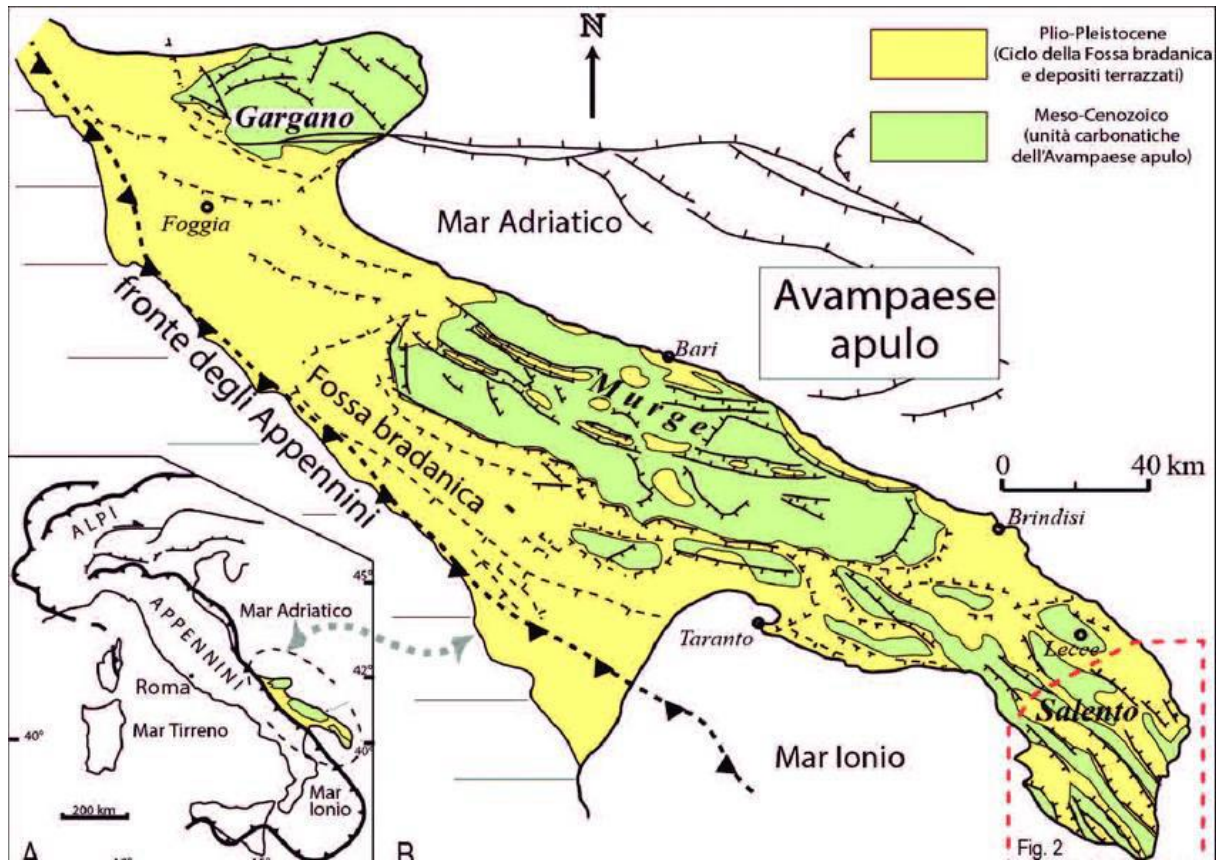 N
Plio-Pleistocene
(Ciclo della Fossa bradanica
e depositi terrazzati)
Meso-Cenozoico
(unità carbonatiche
dell'Avampaese apulo)
Gargano
Foggia
Mar Adriatico
Avampaese
apulo
fronte degli Appennini
Fossa bradanica
Bari
Murge
0 40 km
Brindisi
Taranto
Lecce
Salento
Mar Ionio
Fig. 2
B
ALPI
APPENNINI
Mar Adriatico
45°
42°
40°
40°
Roma
Mar Tirreno
Mar
Ionio
200 km
A